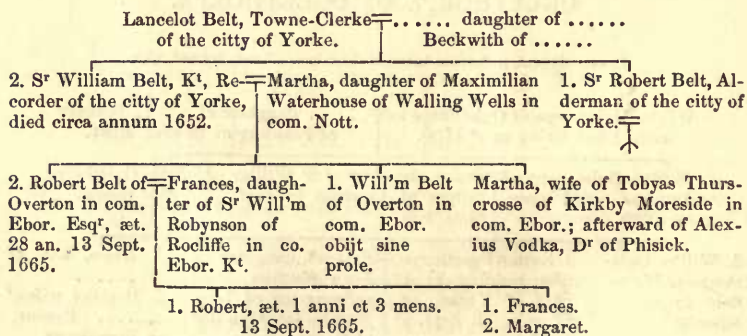 Lancelot Belt, Towne-Clerke
of the citty of Yorke.
...... daughter of ......
Beckwith of ......
2. Sʳ William Belt, Kᵗ, Re-
corder of the citty of Yorke,
died circa annum 1652.
Martha, daughter of Maximilian
Waterhouse of Walling Wells in
com. Nott.
1. Sʳ Robert Belt, Al-
derman of the citty of
Yorke.
2. Robert Belt of
Overton in com.
Ebor. Esqʳ, æt.
28 an. 13 Sept.
1665.
Frances, daugh-
ter of Sʳ Will'm
Robynson of
Rocliffe in co.
Ebor. Kᵗ.
1. Will'm Belt
of Overton in
com. Ebor.
obijt sine
prole.
Martha, wife of Tobyas Thurs-
crosse of Kirkby Moreside in
com. Ebor.; afterward of Alex-
ius Vodka, Dʳ of Phisick.
1. Robert, æt. 1 anni et 3 mens.
13 Sept. 1665.
1. Frances.
2. Margaret.